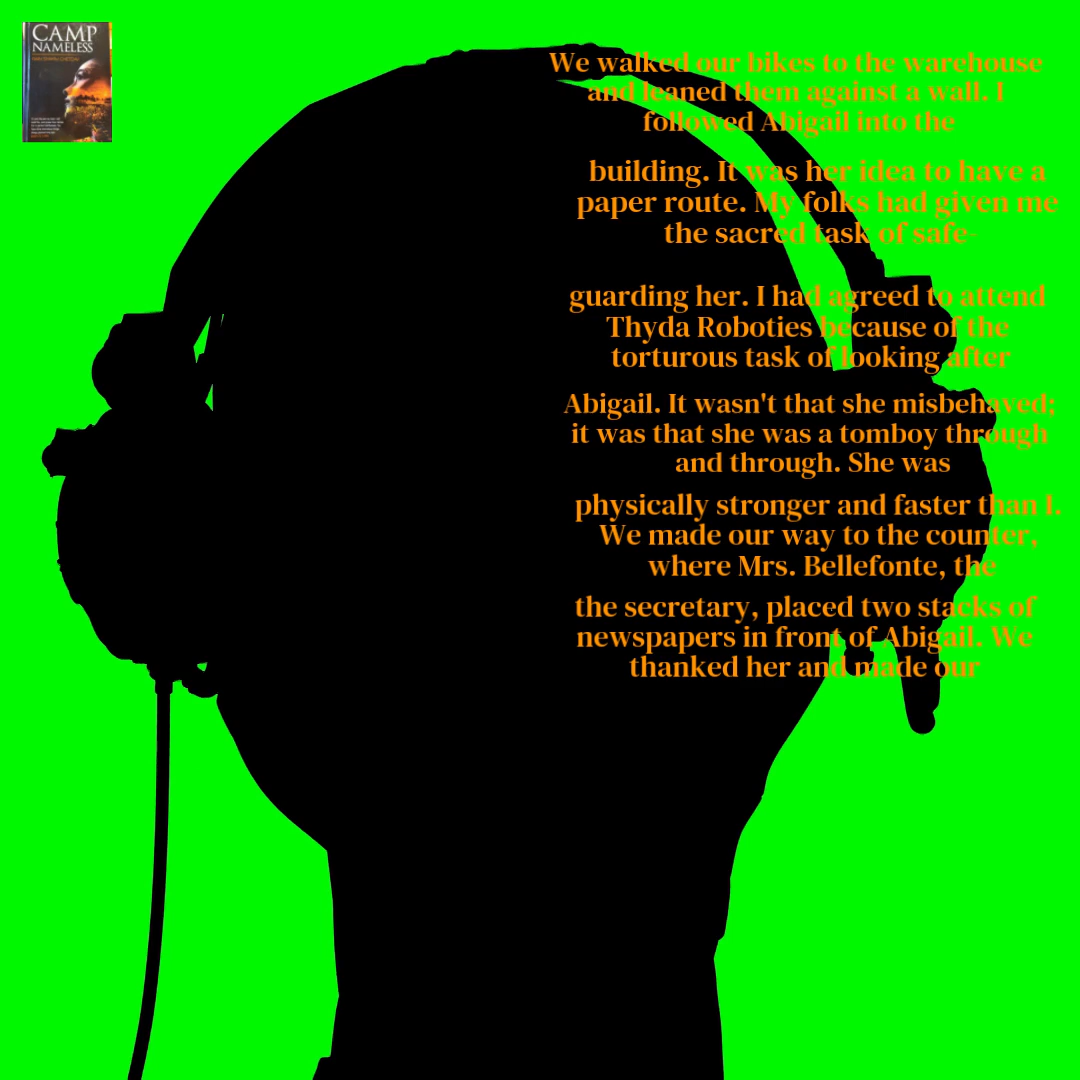 CAMP
NAMELESS
We walked our bikes to the warehouse
and leaned them against a wall. I
followed Abigail into the
building. It was her idea to have a
paper route. My folks had given me
the sacred task of safe-
guarding her. I had agreed to attend
Thyda Roboties because of the
torturous task of looking after
Abigail. It wasn't that she misbehaved;
it was that she was a tomboy through
and through. She was
physically stronger and faster than I.
We made our way to the counter,
where Mrs. Bellefonte, the
the secretary, placed two stacks of
newspapers in front of Abigail. We
thanked her and made our